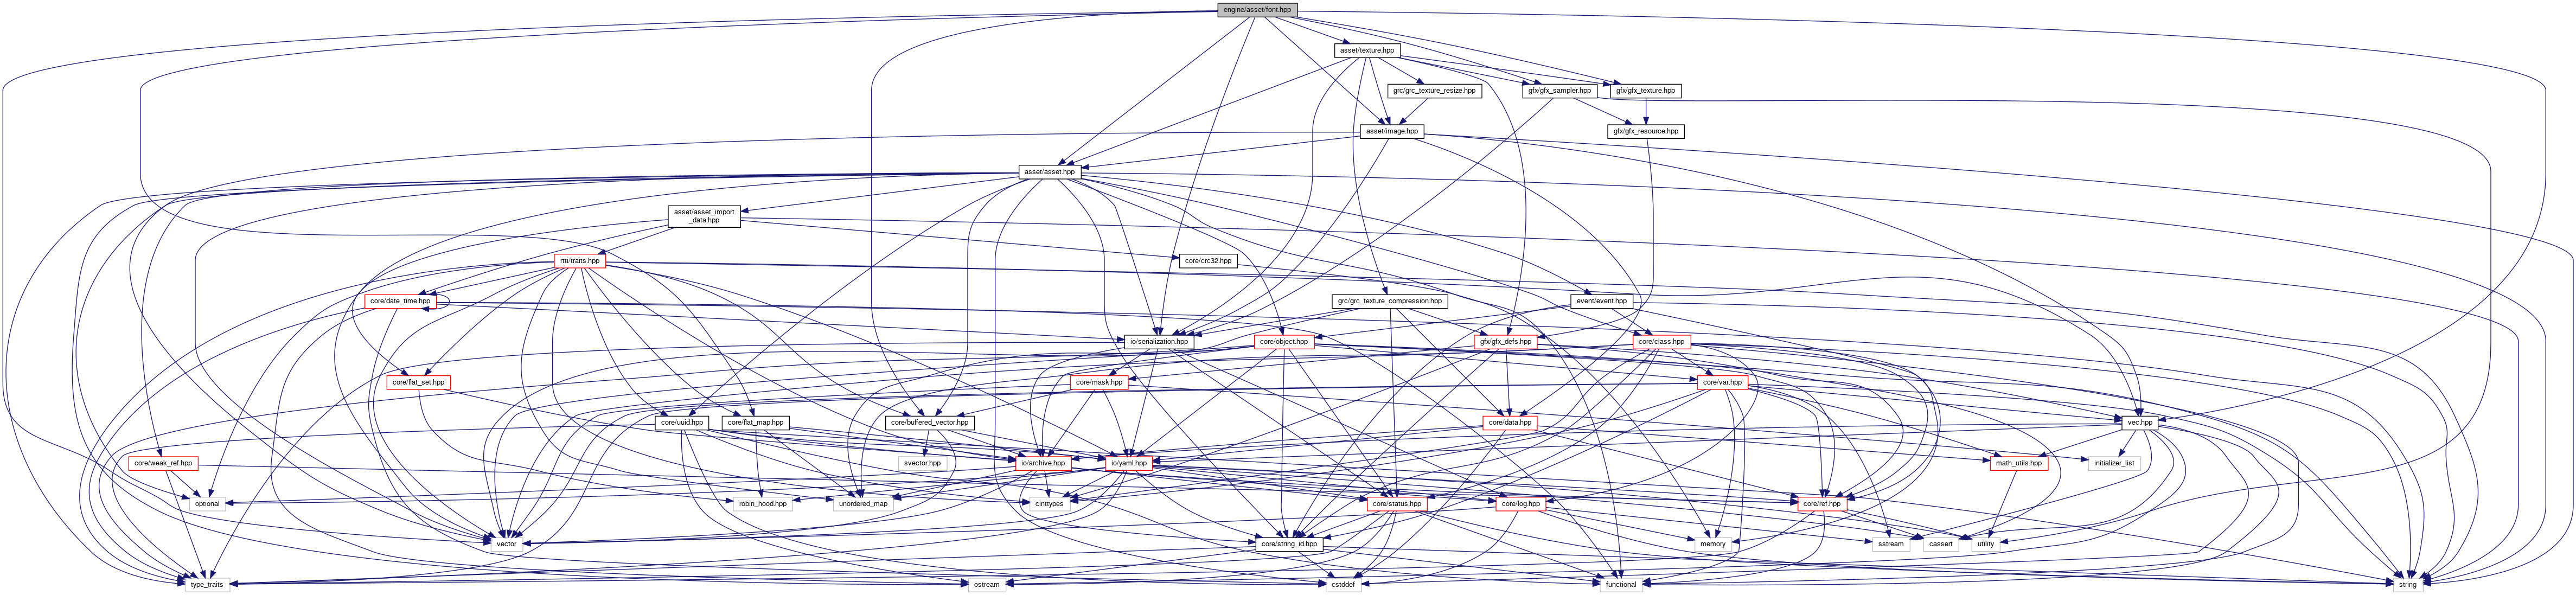 engine/asset/font.hpp
asset/texture.hpp
grc/grc_texture_resize.hpp
gfx/gfx_sampler.hpp
gfx/gfx_texture.hpp
asset/image.hpp
gfx/gfx_resource.hpp
asset/asset.hpp
asset/asset_import
_data.hpp
rtti/traits.hpp
core/crc32.hpp
core/date_time.hpp
grc/grc_texture_compression.hpp
event/event.hpp
io/serialization.hpp
core/object.hpp
gfx/gfx_defs.hpp
core/class.hpp
core/flat_set.hpp
core/mask.hpp
core/var.hpp
core/uuid.hpp
core/flat_map.hpp
core/buffered_vector.hpp
core/data.hpp
vec.hpp
core/weak_ref.hpp
svector.hpp
io/archive.hpp
io/yaml.hpp
math_utils.hpp
initializer_list
optional
robin_hood.hpp
unordered_map
cinttypes
core/status.hpp
core/log.hpp
core/ref.hpp
vector
core/string_id.hpp
memory
sstream
cassert
utility
type_traits
ostream
cstddef
functional
string